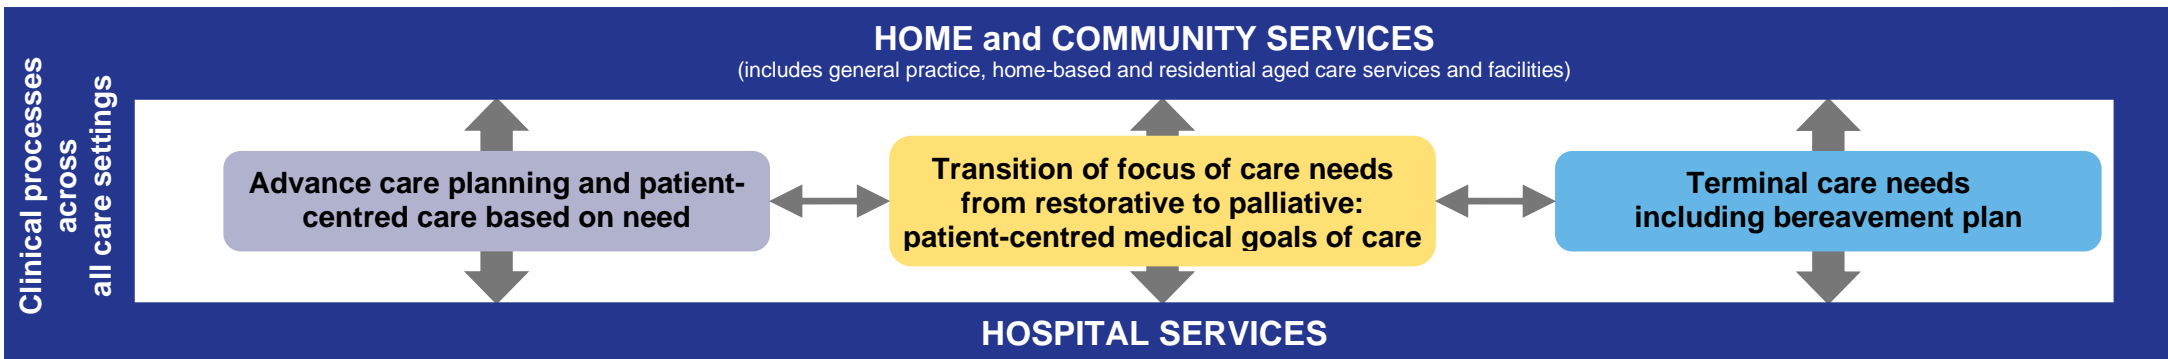 HOME and COMMUNITY SERVICES
(includes general practice, home-based and residential aged care services and facilities)
Clinical processes
across
all care settings
Advance care planning and patient-
centred care based on need
Transition of focus of care needs
from restorative to palliative:
patient-centred medical goals of care
Terminal care needs
including bereavement plan
HOSPITAL SERVICES